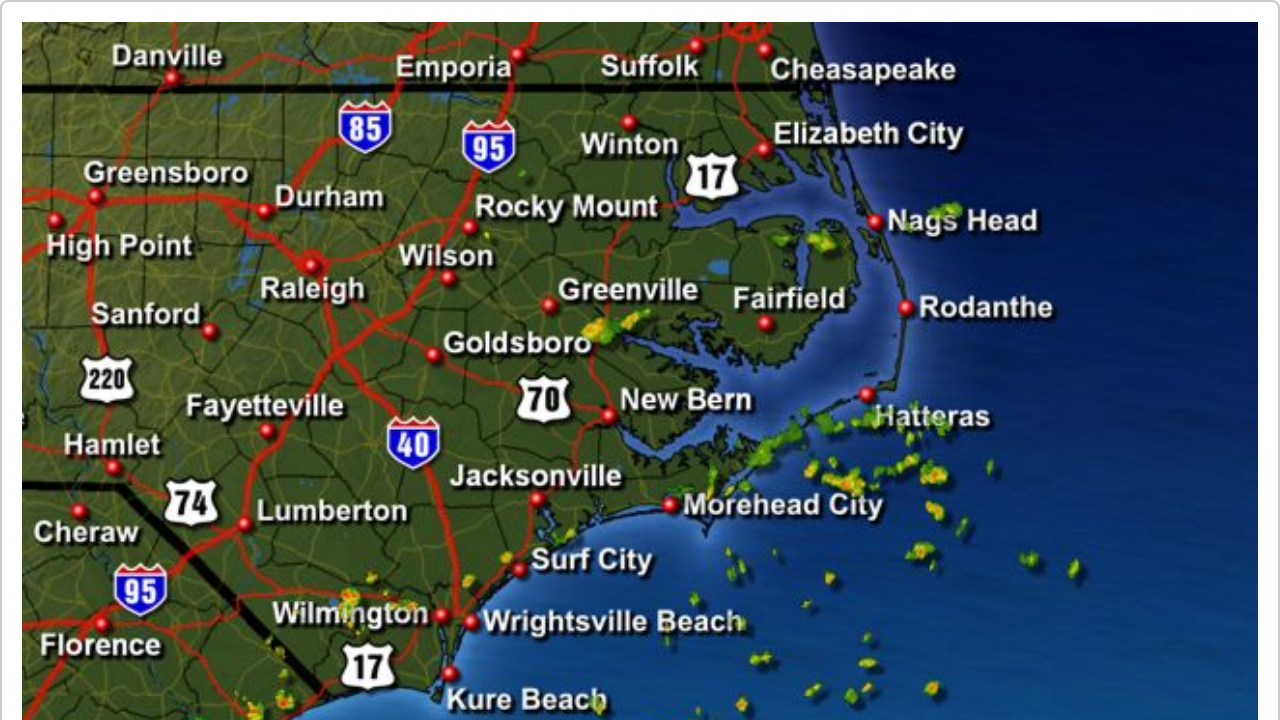 Danville
Emporia
Suffolk
Cheasapeake
85
95
Winton
Elizabeth City
17
Greensboro
Durham
Rocky Mount
Nags Head
High Point
Wilson
Raleigh
Greenville
Fairfield
Rodanthe
Sanford
Goldsboro
220
70
New Bern
Fayetteville
Hatteras
Hamlet
40
Jacksonville
74
Lumberton
Morehead City
Cheraw
Surf City
95
Wilmington
Wrightsville Beach
Florence
17
Kure Beach